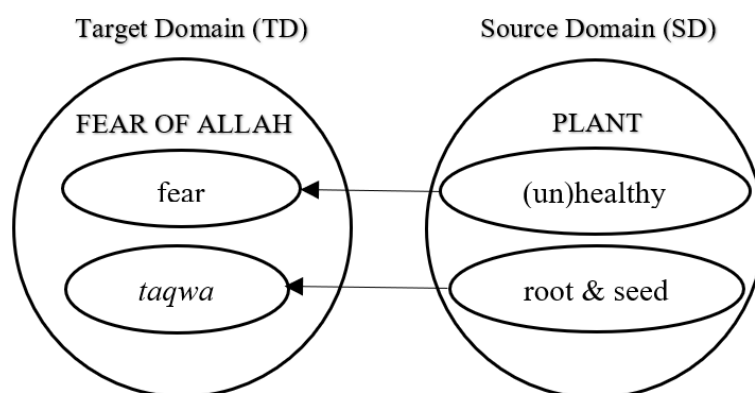 Target Domain (TD)
Source Domain (SD)
FEAR OF ALLAH
PLANT
fear
(un)healthy
taqwa
root & seed